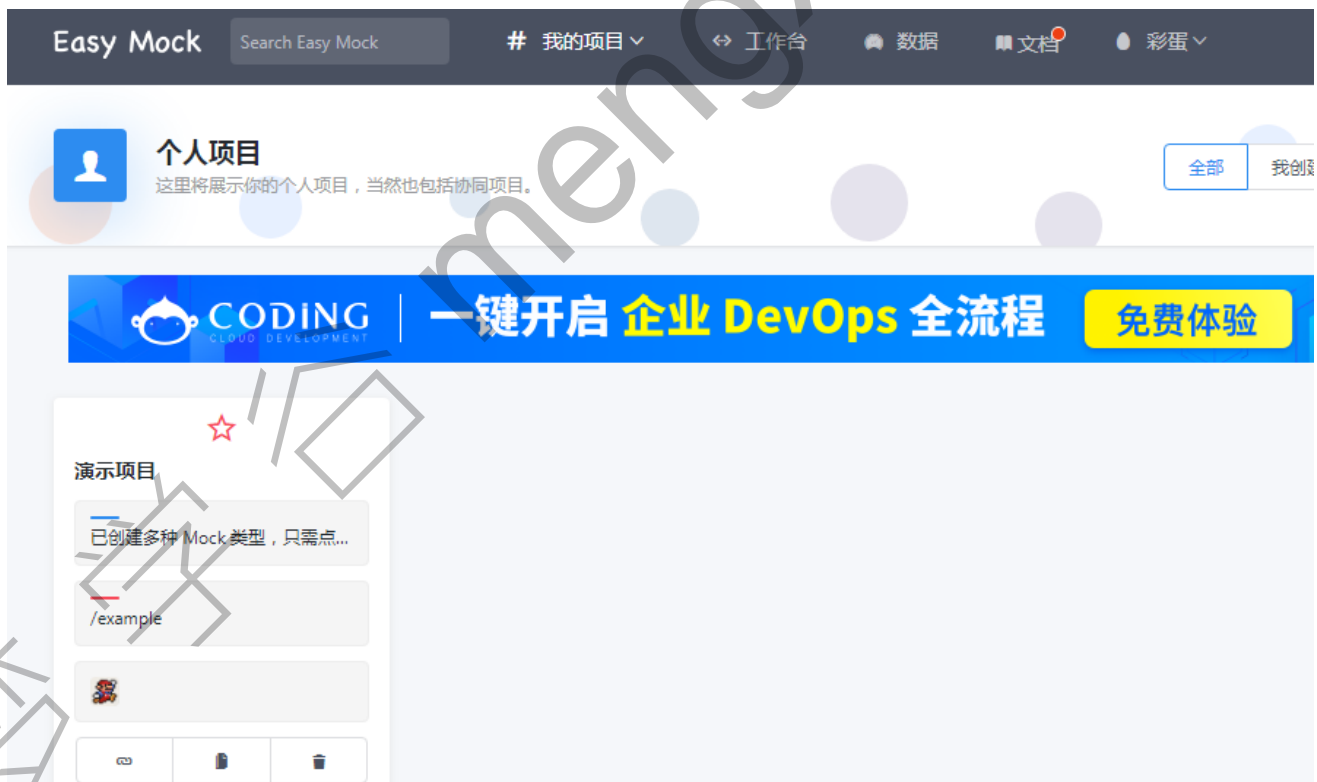 Easy Mock Search Easy Mock # 我的项目 工作台 数据 文档 彩蛋
个人项目
这里将展示你的个人项目，当然也包括协同项目。
全部 我创建
CODING 一键开启 企业 DevOps 全流程 免费体验
CLOUD DEVELOPMENT
演示项目
已创建多种 Mock 类型，只需点...
/example
meng
学谷